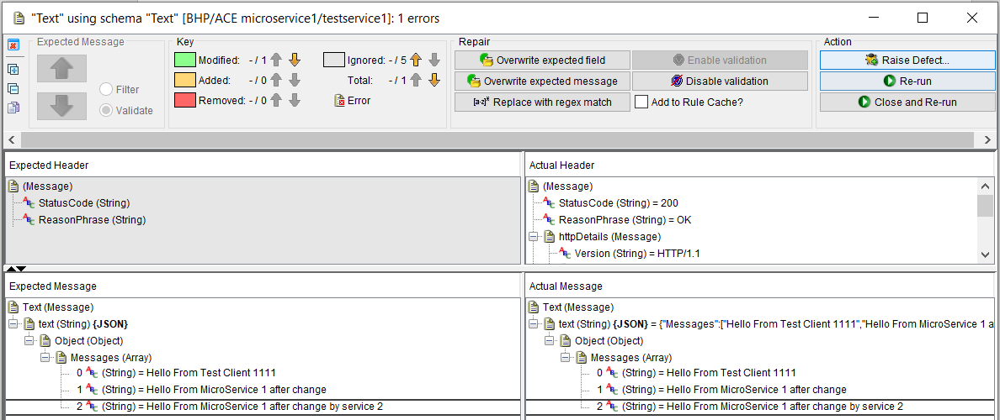 "Text" using schema "Text" [BHP/ACE microservice1/testservice1]: 1 errors
Expected Message
Filter
Validate
Key
Modified: - / 1
Added: - / 0
Removed: - / 0
Ignored: - / 5
Total: - / 1
Error
Repair
Overwrite expected field
Overwrite expected message
[a-z]* Replace with regex match
Enable validation
Disable validation
Add to Rule Cache?
Action
Raise Defect...
Re-run
Close and Re-run
Expected Header
(Message)
StatusCode (String)
ReasonPhrase (String)
Actual Header
(Message)
StatusCode (String) = 200
ReasonPhrase (String) = OK
httpDetails (Message)
Version (String) = HTTP/1.1
Expected Message
Text (Message)
text (String) {JSON}
Object (Object)
Messages (Array)
0 (String) = Hello From Test Client 1111
1 (String) = Hello From MicroService 1 after change
2 (String) = Hello From MicroService 1 after change by service 2
Actual Message
Text (Message)
text (String) {JSON} = {"Messages":["Hello From Test Client 1111","Hello From MicroService 1 a
Object (Object)
Messages (Array)
0 (String) = Hello From Test Client 1111
1 (String) = Hello From MicroService 1 after change
2 (String) = Hello From MicroService 1 after change by service 2